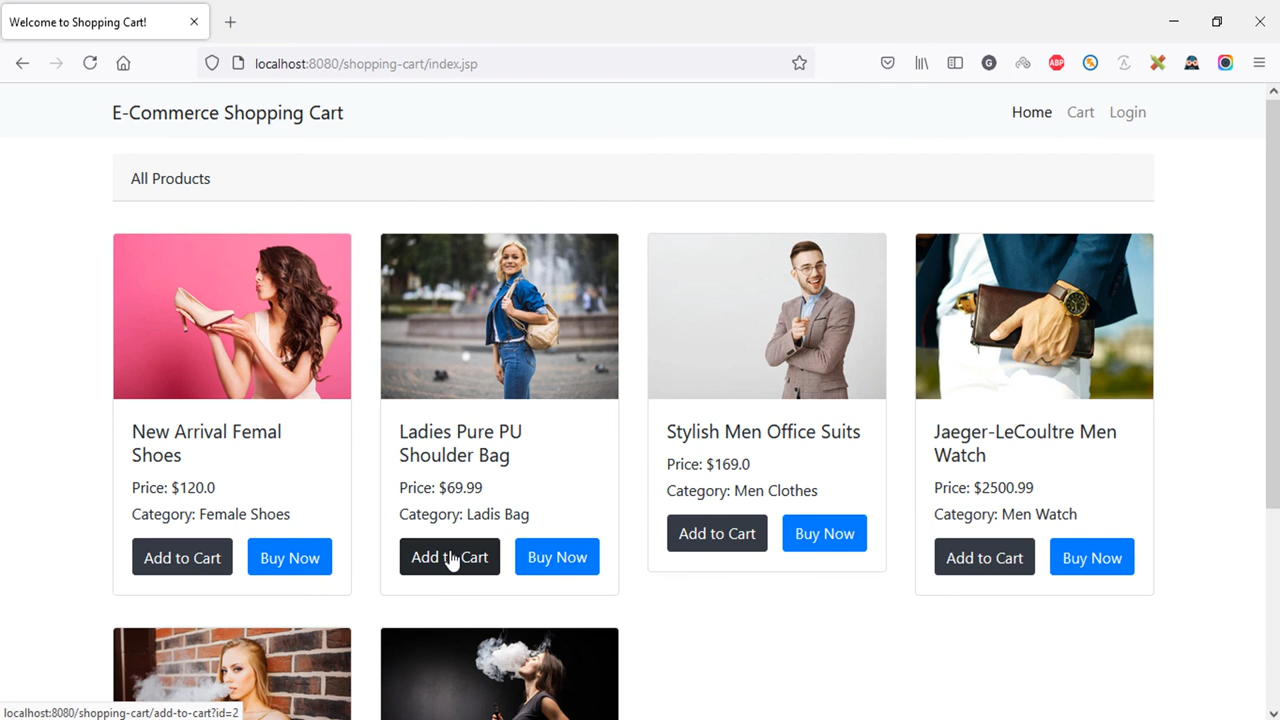 Welcome to Shopping Cart!
localhost:8080/shopping-cart/index.jsp
G
ABP
E-Commerce Shopping Cart
Home Cart Login
All Products
New Arrival Femal
Shoes
Price: $120.0
Category: Female Shoes
Add to Cart Buy Now
Ladies Pure PU
Shoulder Bag
Price: $69.99
Category: Ladis Bag
Add to Cart Buy Now
Stylish Men Office Suits
Price: $169.0
Category: Men Clothes
Add to Cart Buy Now
Jaeger-LeCoultre Men
Watch
Price: $2500.99
Category: Men Watch
Add to Cart Buy Now
localhost:8080/shopping-cart/add-to-cart?id=2